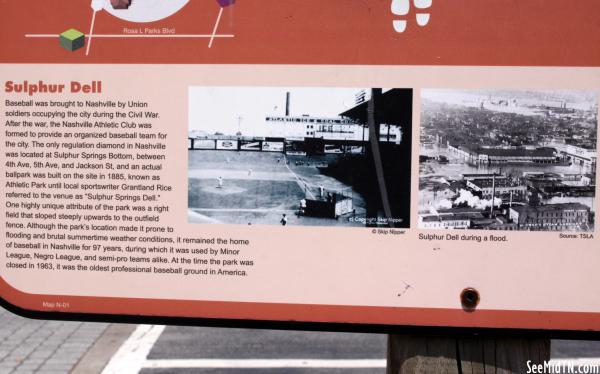 Rosa L Parks Blvd
Sulphur Dell
Baseball was brought to Nashville by Union
soldiers occupying the city during the Civil War.
After the war, the Nashville Athletic Club was
formed to provide an organized baseball team for
the city. The only regulation diamond in Nashville
was located at Sulphur Springs Bottom, between
4th Ave, 5th Ave, and Jackson St, and an actual
ballpark was built on the site in 1885, known as
Athletic Park until local sportswriter Grantland Rice
referred to the venue as "Sulphur Springs Dell."
One highly unique attribute of the park was a right
field that sloped steeply upwards to the outfield
fence. Although the park's location made it prone to
flooding and brutal summertime weather conditions, it remained the home
of baseball in Nashville for 97 years, during which it was used by Minor
League, Negro League, and semi-pro teams alike. At the time the park was
closed in 1963, it was the oldest professional baseball ground in America.
ATLANTIC ICE & COAL
© Copyright Skip Nipper
© Skip Nipper
Sulphur Dell during a flood.
Source: TSLA
Map N-01
SeeMidTN.com